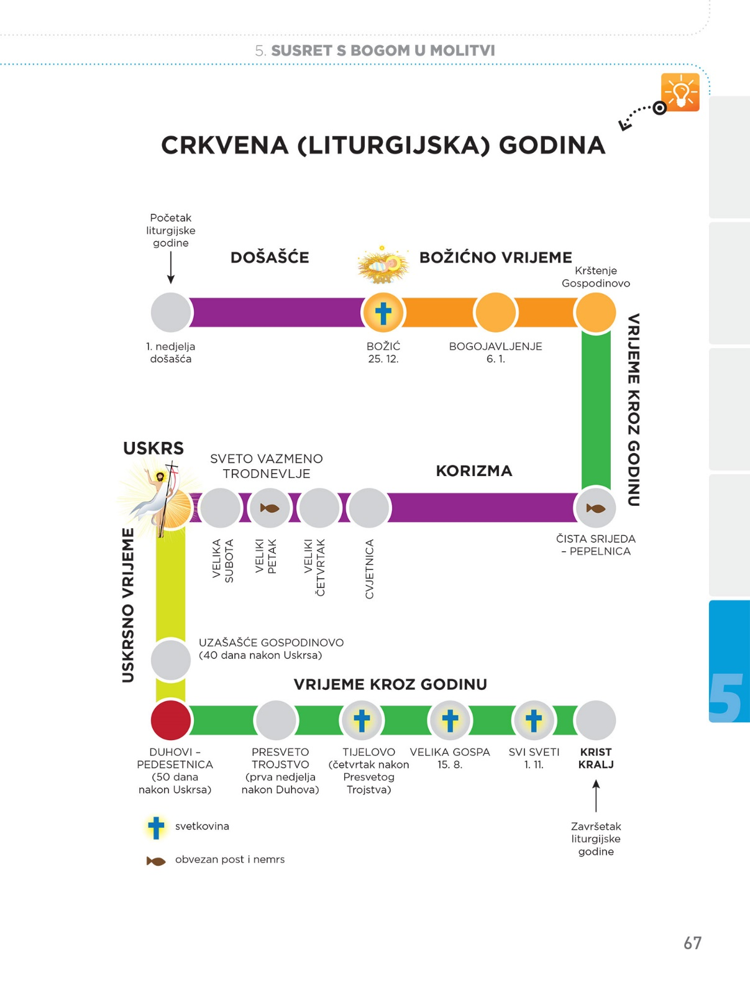 5. SUSRET S BOGOM U MOLITVI
CRKVENA (LITURGIJSKA) GODINA
Početak
liturgijske
godine
DOŠAŠĆE
BOŽIĆNO VRIJEME
Krštenje
Gospodinovo
1. nedjelja
došašća
BOŽIĆ
25. 12.
BOGOJAVLJENJE
6. 1.
VRIJEME KROZ GODINU
USKRS
SVETO VAZMENO
TRODNEVLJE
KORIZMA
VELIKA
SUBOTA
VELIKI
PETAK
VELIKI
ČETVRTAK
CVJETNICA
ČISTA SRIJEDA
– PEPELNICA
USKRSNO VRIJEME
UZAŠAŠĆE GOSPODINOVO
(40 dana nakon Uskrsa)
VRIJEME KROZ GODINU
DUHOVI –
PEDESETNICA
(50 dana
nakon Uskrsa)
PRESVETO
TROJSTVO
(prva nedjelja
nakon Duhova)
TIJELOVO
(četvrtak nakon
Presvetog
Trojstva)
VELIKA GOSPA
15. 8.
SVI SVETI
1. 11.
KRIST
KRALJ
svetkovina
obvezan post i nemrs
Završetak
liturgijske
godine
5
67